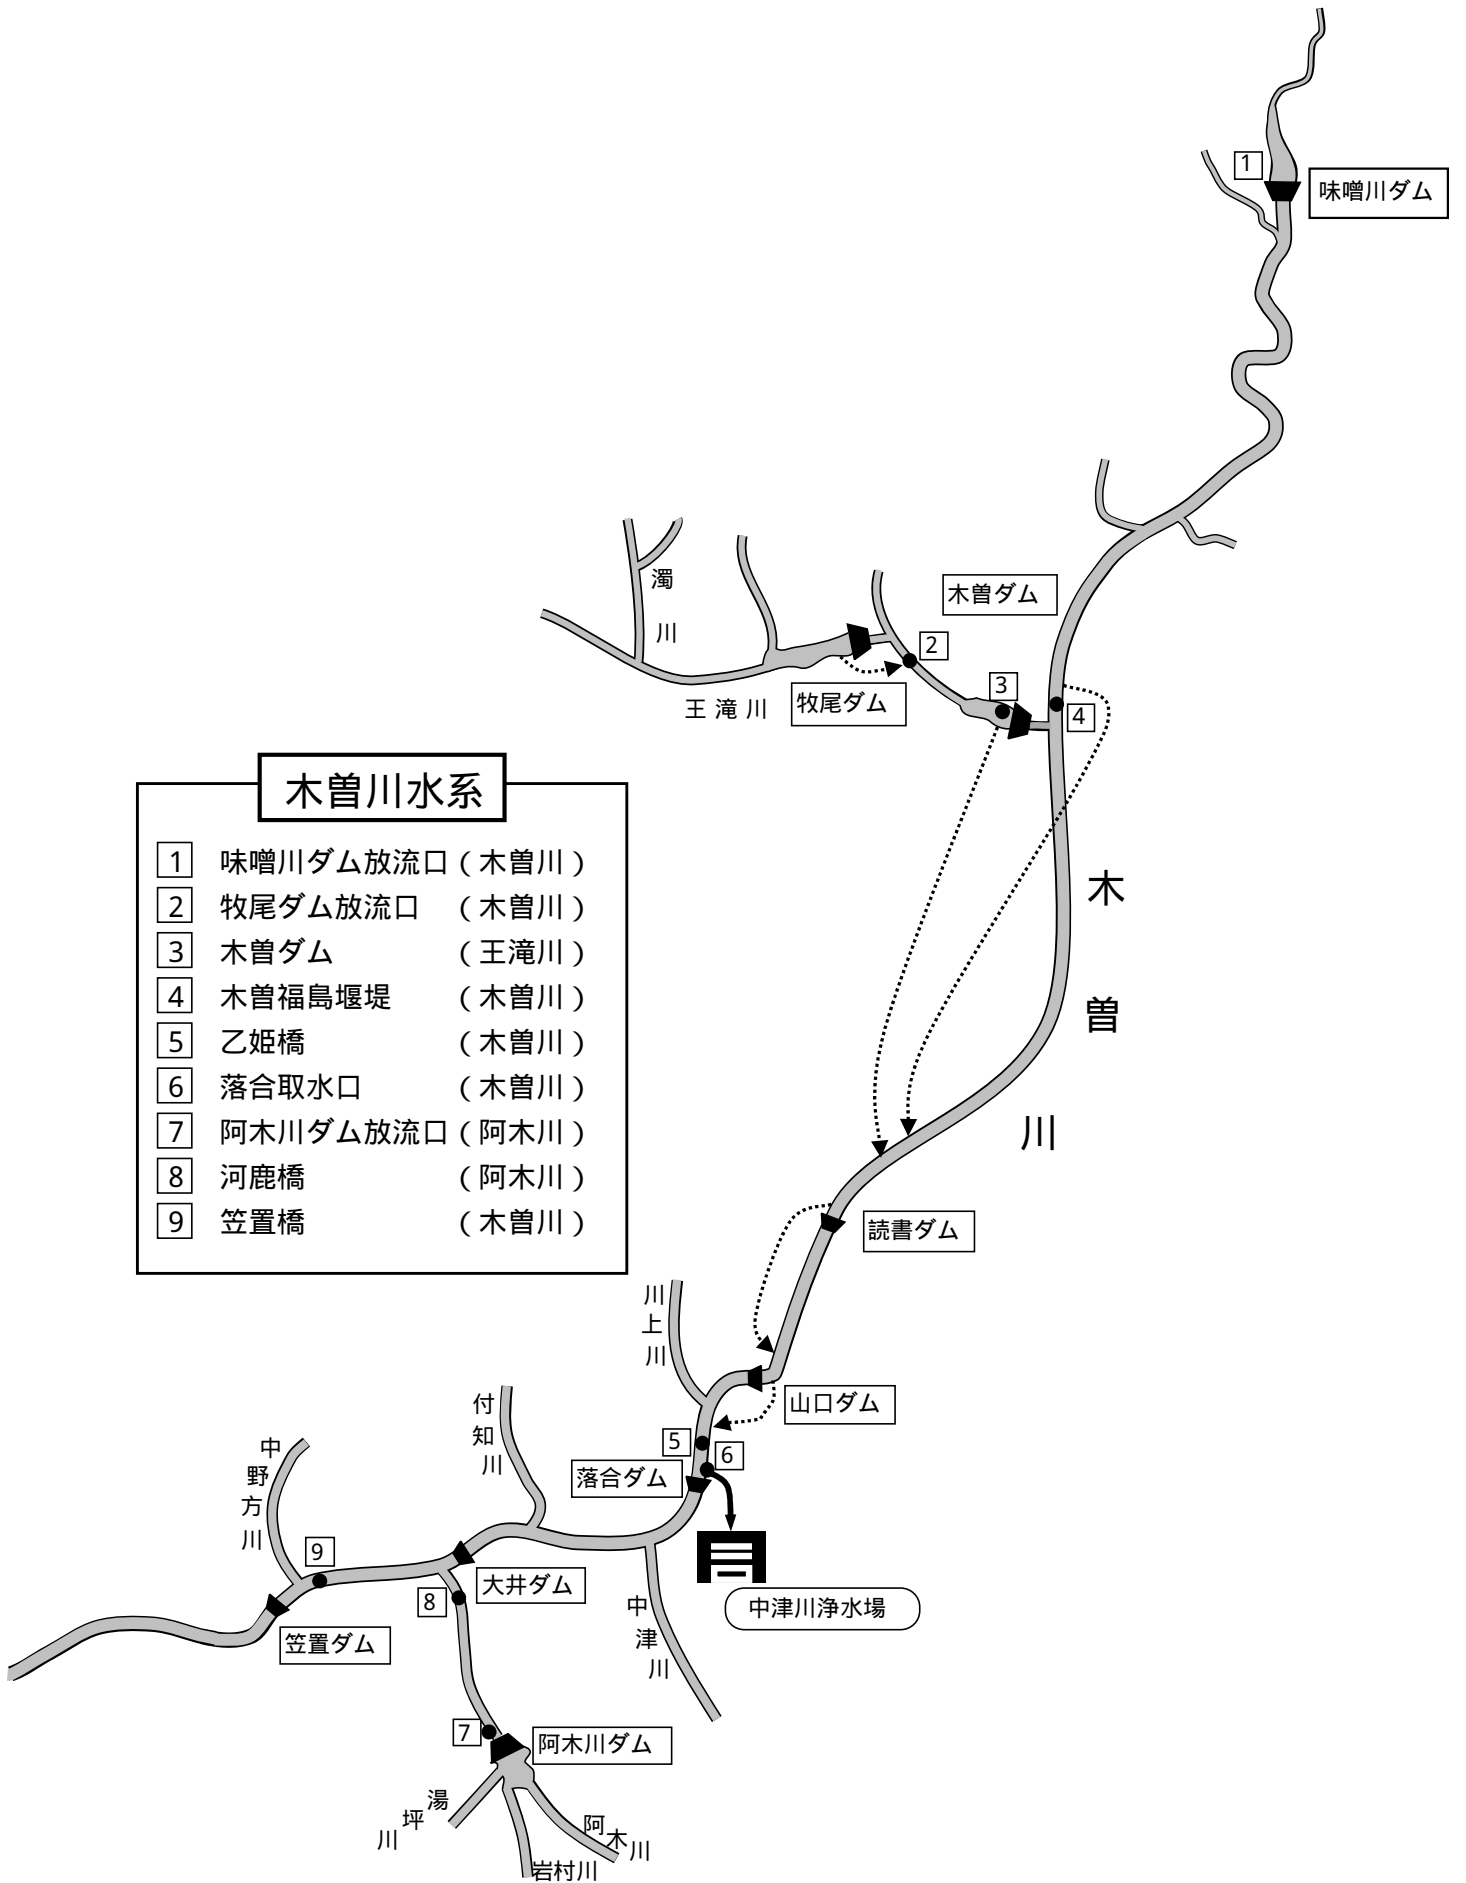 1
味噌川ダム
濁川
木曽ダム
2
3
王滝川
牧尾ダム
4
木曽川水系
1 味噌川ダム放流口（木曽川）
2 牧尾ダム放流口（木曽川）
3 木曽ダム（王滝川）
4 木曽福島堰堤（木曽川）
5 乙姫橋（木曽川）
6 落合取水口（木曽川）
7 阿木川ダム放流口（阿木川）
8 河鹿橋（阿木川）
9 笠置橋（木曽川）
木曽川
読書ダム
川上川
山口ダム
付知川
5
6
中野方川
落合ダム
9
大井ダム
8
中津川浄水場
中津川
笠置ダム
7
阿木川ダム
湯坪川
阿木川
岩村川